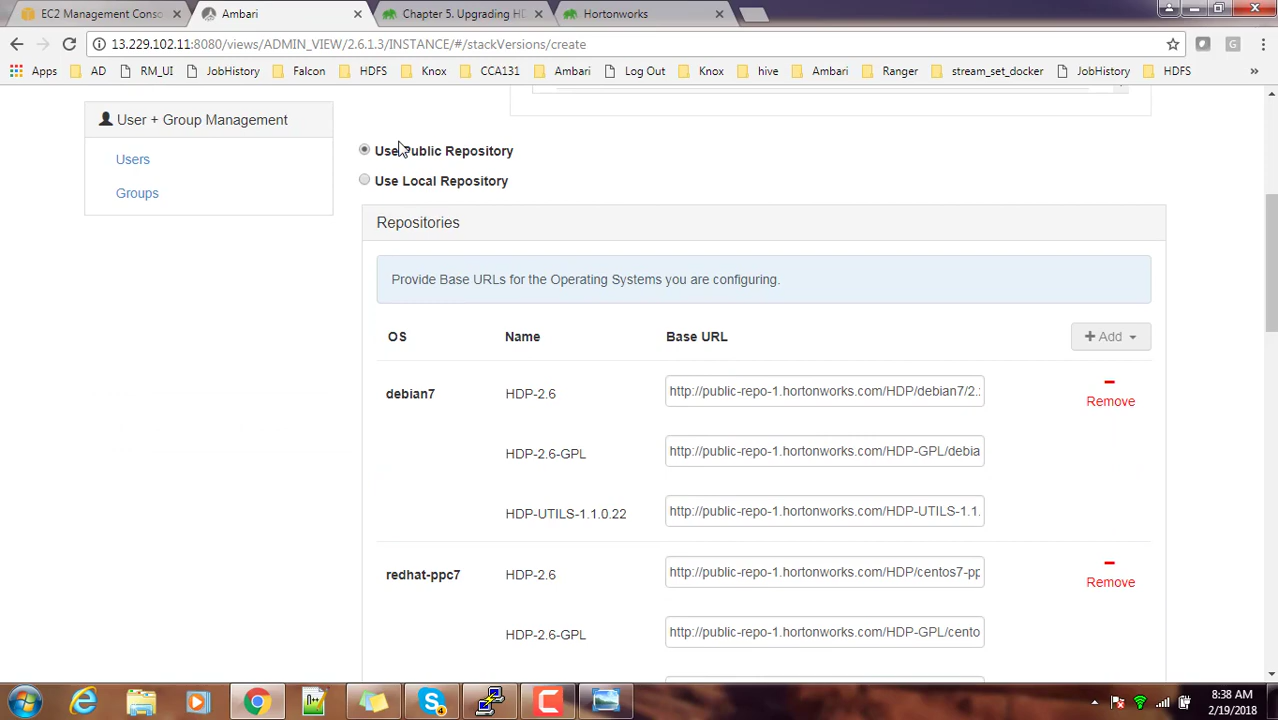 EC2 Management Conso
Ambari
Chapter 5. Upgrading HD
Hortonworks
13.229.102.11:8080/views/ADMIN_VIEW/2.6.1.3/INSTANCE/#/stackVersions/create
Apps AD RM_UI JobHistory Falcon HDFS Knox CCA131 Ambari Log Out Knox hive Ambari Ranger stream_set_docker JobHistory HDFS »
User + Group Management
Users
Groups
Use Public Repository
Use Local Repository
Repositories
Provide Base URLs for the Operating Systems you are configuring.
OS Name Base URL + Add
debian7 HDP-2.6 http://public-repo-1.hortonworks.com/HDP/debian7/2. Remove
HDP-2.6-GPL http://public-repo-1.hortonworks.com/HDP-GPL/debia
HDP-UTILS-1.1.0.22 http://public-repo-1.hortonworks.com/HDP-UTILS-1.1.
redhat-ppc7 HDP-2.6 http://public-repo-1.hortonworks.com/HDP/centos7-pp Remove
HDP-2.6-GPL http://public-repo-1.hortonworks.com/HDP-GPL/cento
8:38 AM
2/19/2018